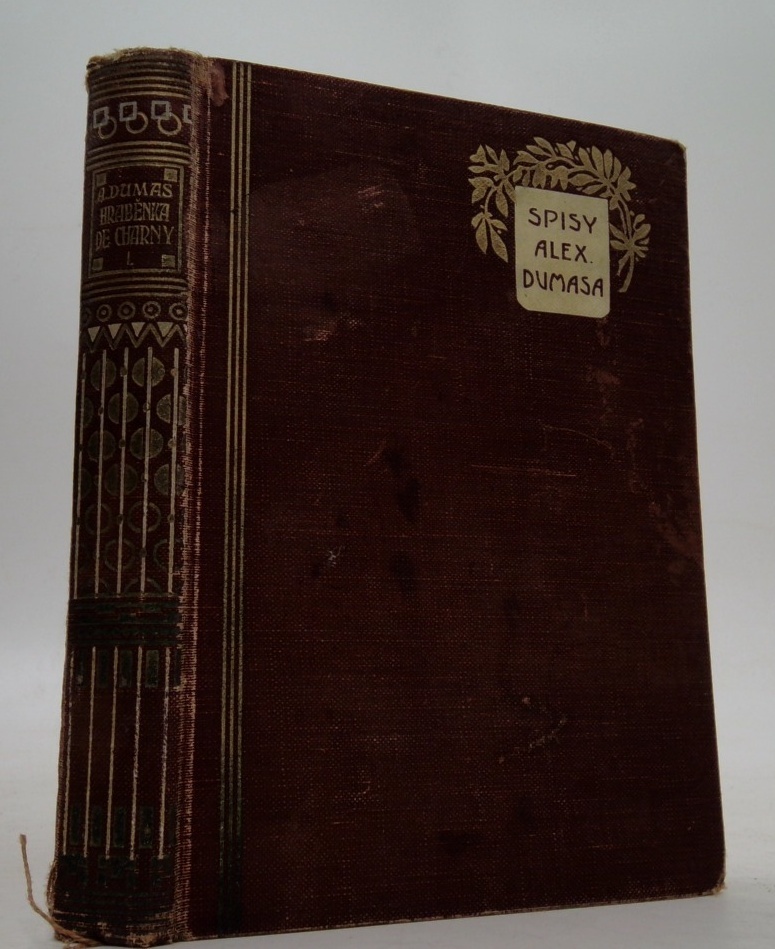 A. DUMAS
HRABĚNKA
DE CHARNY
I.
SPISY
ALEX.
DUMASA